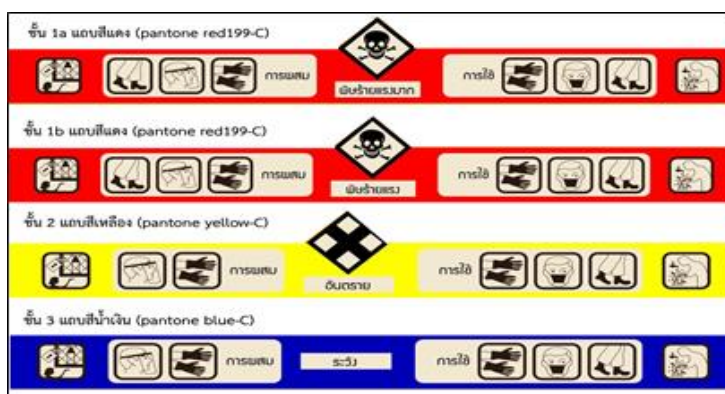 ชั้น 1a แถบสีแดง (pantone red199-C)
การผสม พิษร้ายแรงมาก การใช้
ชั้น 1b แถบสีแดง (pantone red199-C)
การผสม พิษร้ายแรง การใช้
ชั้น 2 แถบสีเหลือง (pantone yellow-C)
การผสม อันตราย การใช้
ชั้น 3 แถบสีน้ำเงิน (pantone blue-C)
การผสม ระวัง การใช้